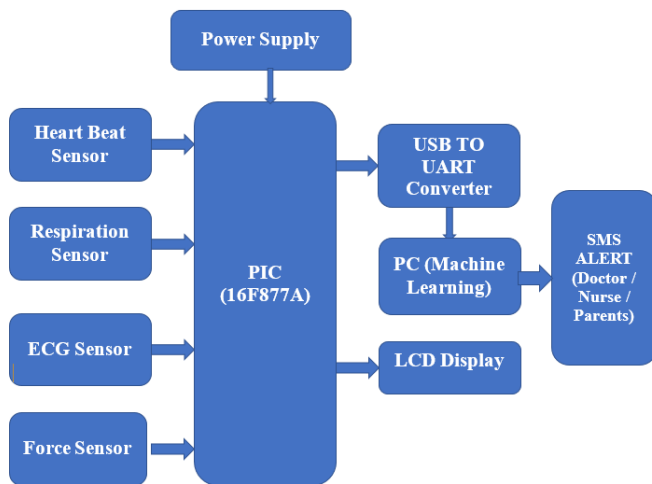 Power Supply
Heart Beat
Sensor
Respiration
Sensor
ECG Sensor
Force Sensor
PIC
(16F877A)
USB TO
UART
Converter
PC (Machine
Learning)
LCD Display
SMS
ALERT
(Doctor /
Nurse /
Parents)